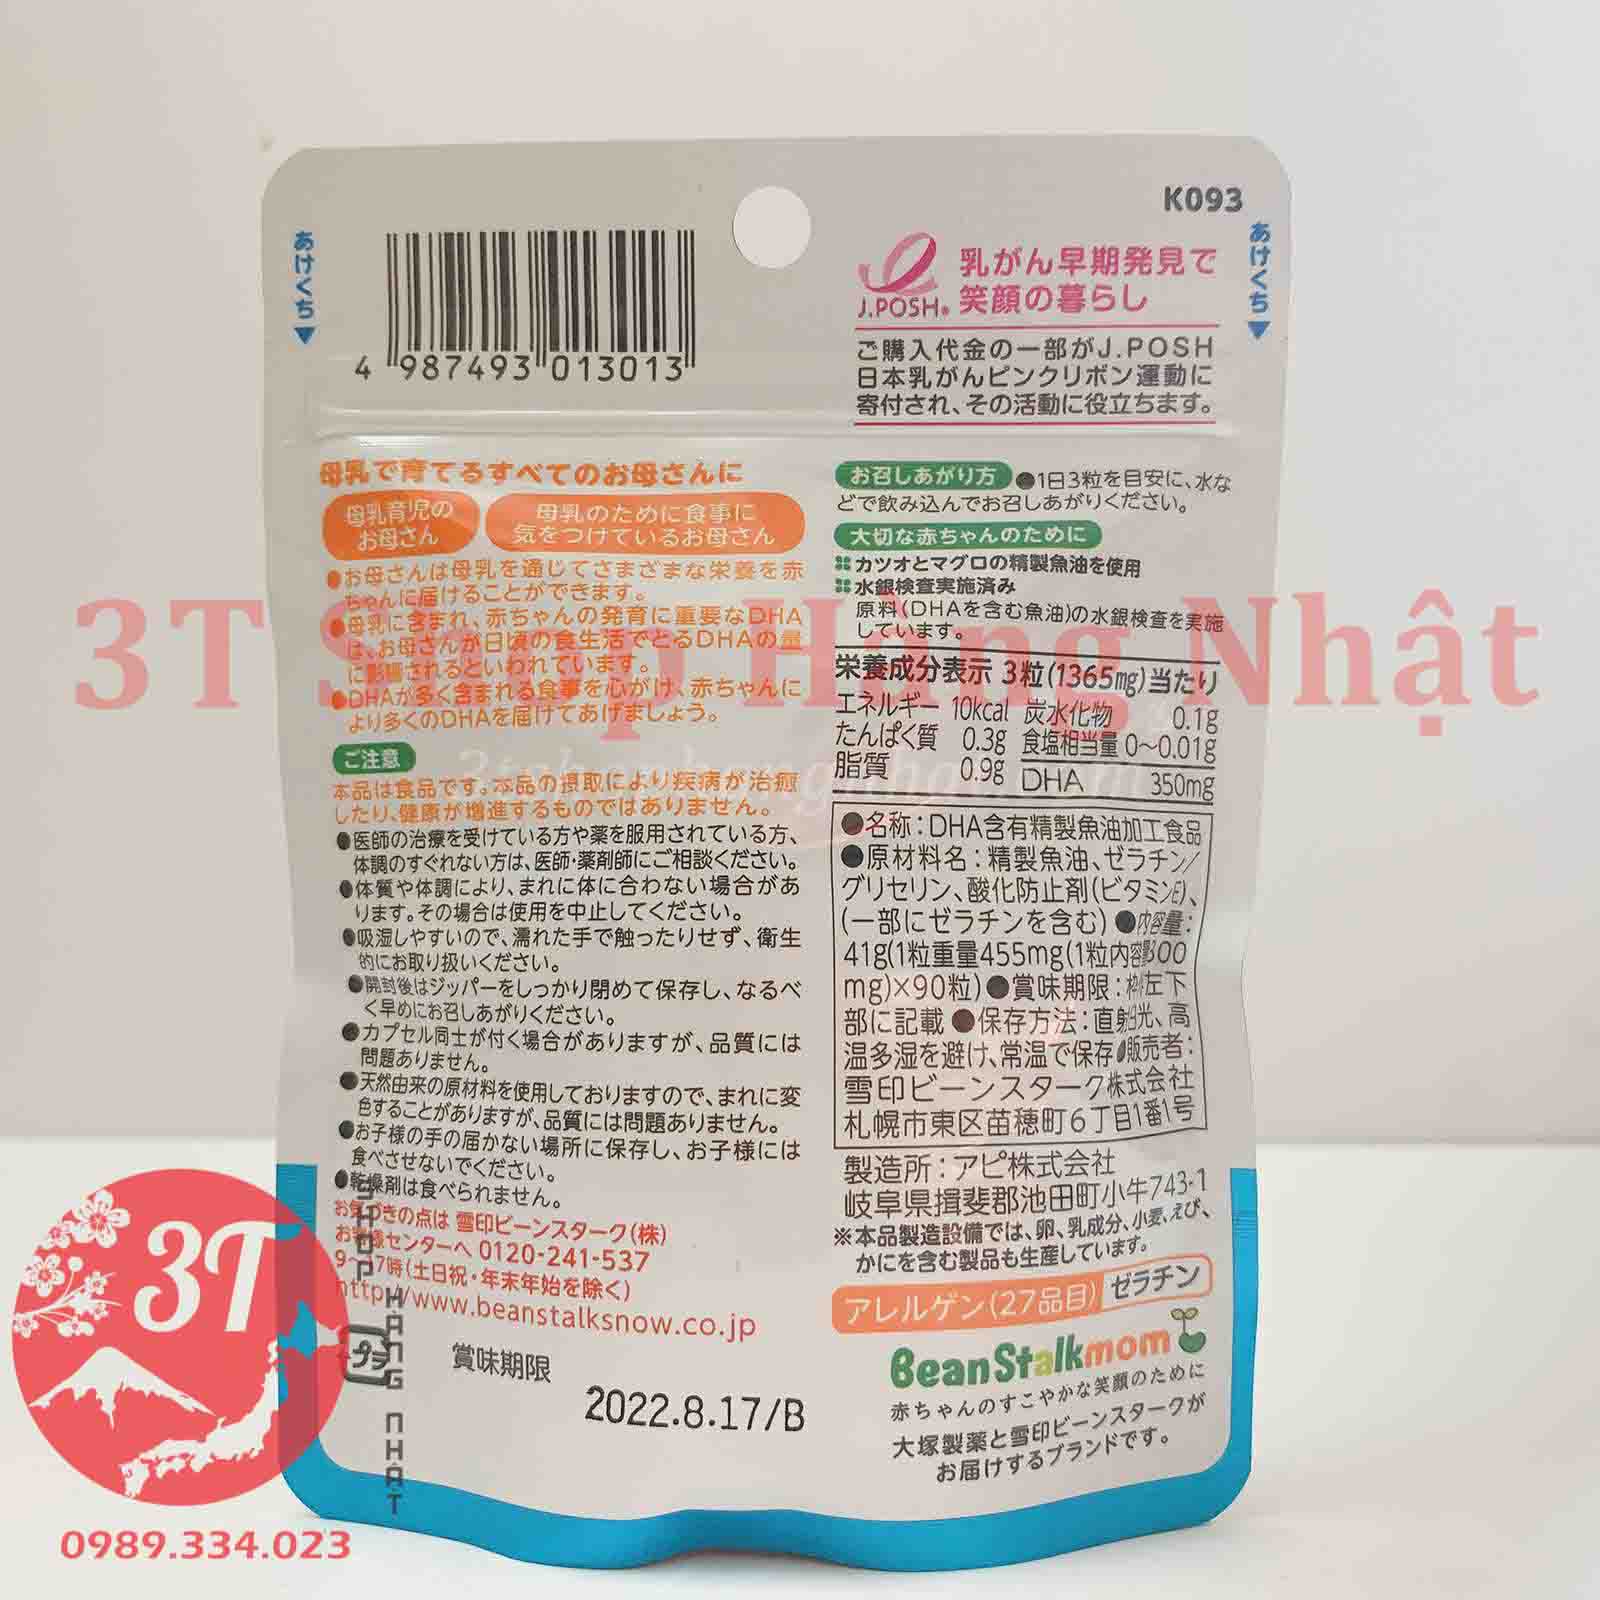 K093
あけくち▼
あけくち▼
4 987493 013013
J.POSH®
乳がん早期発見で
笑顔の暮らし
ご購入代金の一部がJ.POSH
日本乳がんピンクリボン運動に
寄付され、その活動に役立ちます。
母乳で育てるすべてのお母さんに
母乳育児の
お母さん
母乳のために食事に
気をつけているお母さん
●お母さんは母乳を通じてさまざまな栄養を赤
ちゃんに届けることができます。
●母乳に含まれ、赤ちゃんの発育に重要なDHA
は、お母さんが日頃の食生活でとるDHAの量
に影響されるといわれています。
●DHAが多く含まれる食事を心がけ、赤ちゃんに
より多くのDHAを届けてあげましょう。
ご注意
本品は食品です。本品の摂取により疾病が治癒
したり、健康が増進するものではありません。
●医師の治療を受けている方や薬を服用されている方、
体調のすぐれない方は、医師・薬剤師にご相談ください。
●体質や体調により、まれに体に合わない場合があ
ります。その場合は使用を中止してください。
●吸湿しやすいので、濡れた手で触ったりせず、衛生
的にお取り扱いください。
●開封後はジッパーをしっかり閉めて保存し、なるべ
く早めにお召しあがりください。
●カプセル同士が付く場合がありますが、品質には
問題ありません。
●天然由来の原材料を使用しておりますので、まれに変
色することがありますが、品質には問題ありません。
●お子様の手の届かない場所に保存し、お子様には
食べさせないでください。
●乾燥剤は食べられません。
お気づきの点は 雪印ビーンスターク(株)
お客様センターへ 0120-241-537
9〜17時(土日祝・年末年始を除く)
http://www.beanstalksnow.co.jp
プラ
賞味期限
2022.8.17/B
お召しあがり方 ●1日3粒を目安に、水な
どで飲み込んでお召しあがりください。
大切な赤ちゃんのために
カツオとマグロの精製魚油を使用
水銀検査実施済み
原料(DHAを含む魚油)の水銀検査を実施
しています。
栄養成分表示 3粒(1365mg)当たり
エネルギー 10kcal 炭水化物 0.1g
たんぱく質 0.3g 食塩相当量 0〜0.01g
脂質 0.9g DHA 350mg
●名称:DHA含有精製魚油加工食品
●原材料名:精製魚油、ゼラチン/
グリセリン、酸化防止剤(ビタミンE)、
(一部にゼラチンを含む) ●内容量:
41g(1粒重量455mg(1粒内容量300
mg)×90粒) ●賞味期限:枠外左下
部に記載 ●保存方法:直射日光、高
温多湿を避け、常温で保存 ●販売者:
雪印ビーンスターク株式会社
札幌市東区苗穂町6丁目1番1号
製造所:アピ株式会社
岐阜県揖斐郡池田町小牛743-1
※本品製造設備では、卵、乳成分、小麦、えび、
かにを含む製品も生産しています。
アレルゲン(27品目) ゼラチン
BeanStalkmom
赤ちゃんのすこやかな笑顔のために
大塚製薬と雪印ビーンスタークが
お届けするブランドです。
3T Shop Hàng Nhật
3T
SHOP HÀNG NHẬT
0989.334.023